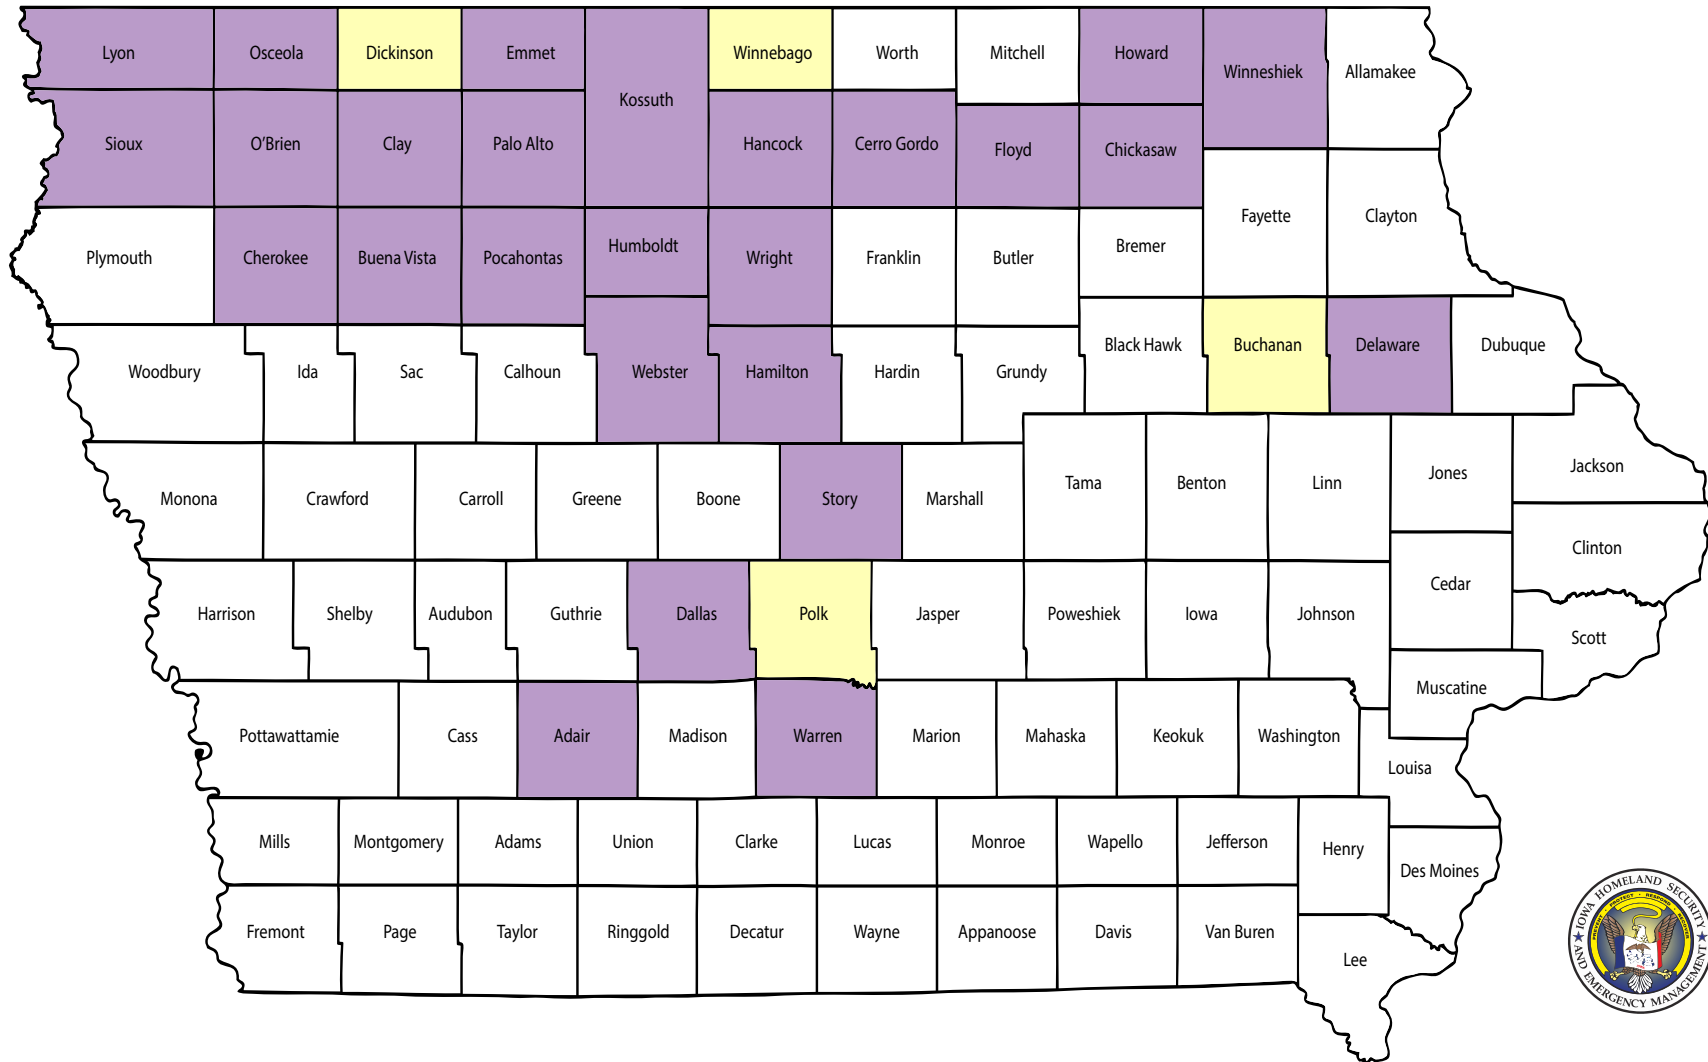 Lyon
Osceola
Dickinson
Emmet
Kossuth
Winnebago
Worth
Mitchell
Howard
Winneshiek
Allamakee
Sioux
O'Brien
Clay
Palo Alto
Hancock
Cerro Gordo
Floyd
Chickasaw
Fayette
Clayton
Plymouth
Cherokee
Buena Vista
Pocahontas
Humboldt
Wright
Franklin
Butler
Bremer
Woodbury
Ida
Sac
Calhoun
Webster
Hamilton
Hardin
Grundy
Black Hawk
Buchanan
Delaware
Dubuque
Monona
Crawford
Carroll
Greene
Boone
Story
Marshall
Tama
Benton
Linn
Jones
Jackson
Clinton
Harrison
Shelby
Audubon
Guthrie
Dallas
Polk
Jasper
Poweshiek
Iowa
Johnson
Cedar
Scott
Muscatine
Pottawattamie
Cass
Adair
Madison
Warren
Marion
Mahaska
Keokuk
Washington
Louisa
Mills
Montgomery
Adams
Union
Clarke
Lucas
Monroe
Wapello
Jefferson
Henry
Des Moines
Fremont
Page
Taylor
Ringgold
Decatur
Wayne
Appanoose
Davis
Van Buren
Lee
IOWA HOMELAND SECURITY
AND EMERGENCY MANAGEMENT